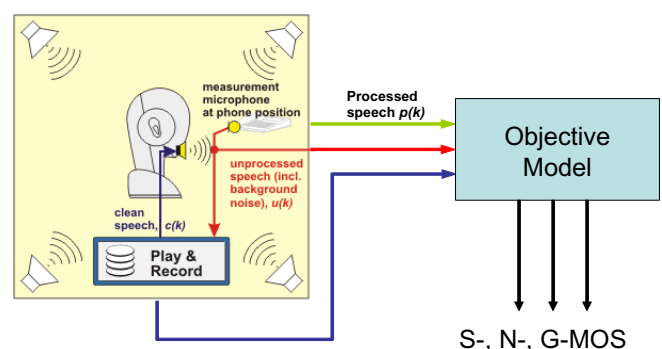 measurement
microphone
at phone position
Processed
speech p(k)
Objective
Model
unprocessed
speech (incl.
background
noise), u(k)
clean
speech, c(k)
Play &
Record
S-, N-, G-MOS